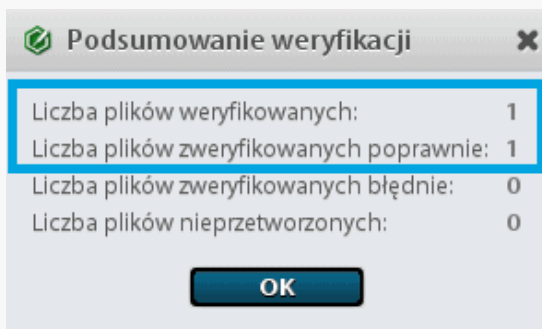 Podsumowanie weryfikacji
Liczba plików weryfikowanych: 1
Liczba plików zweryfikowanych poprawnie: 1
Liczba plików zweryfikowanych błędnie: 0
Liczba plików nieprzetworzonych: 0
OK